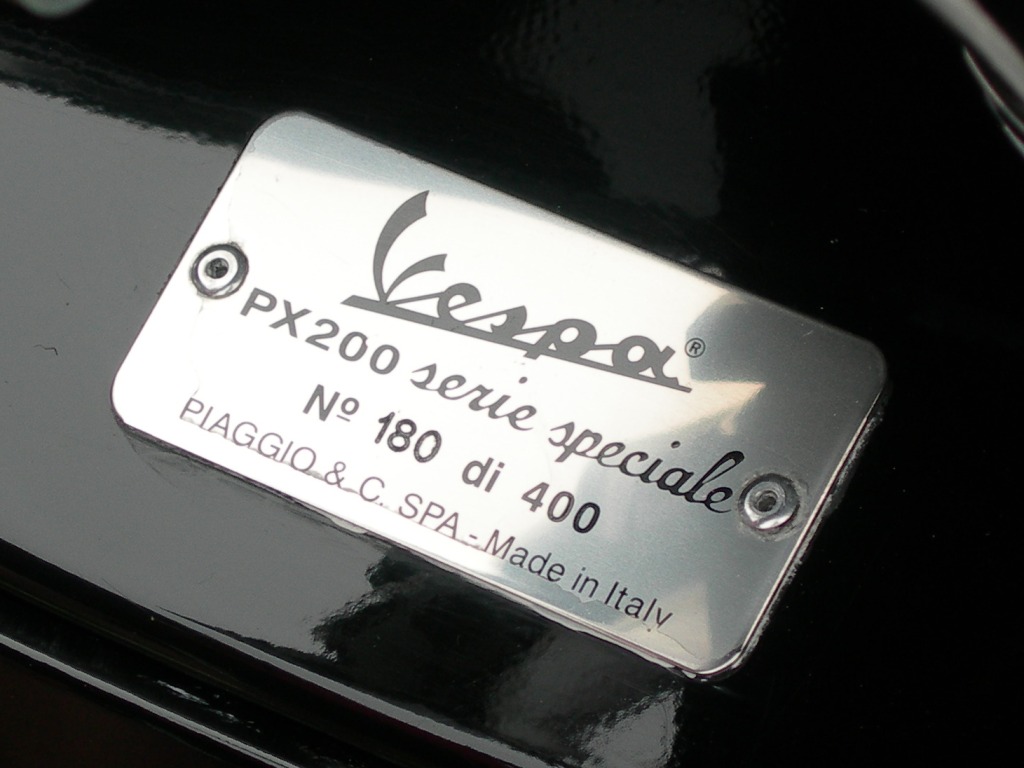 Vespa®
PX200 serie speciale
Nº 180 di 400
PIAGGIO & C. SPA - Made in Italy